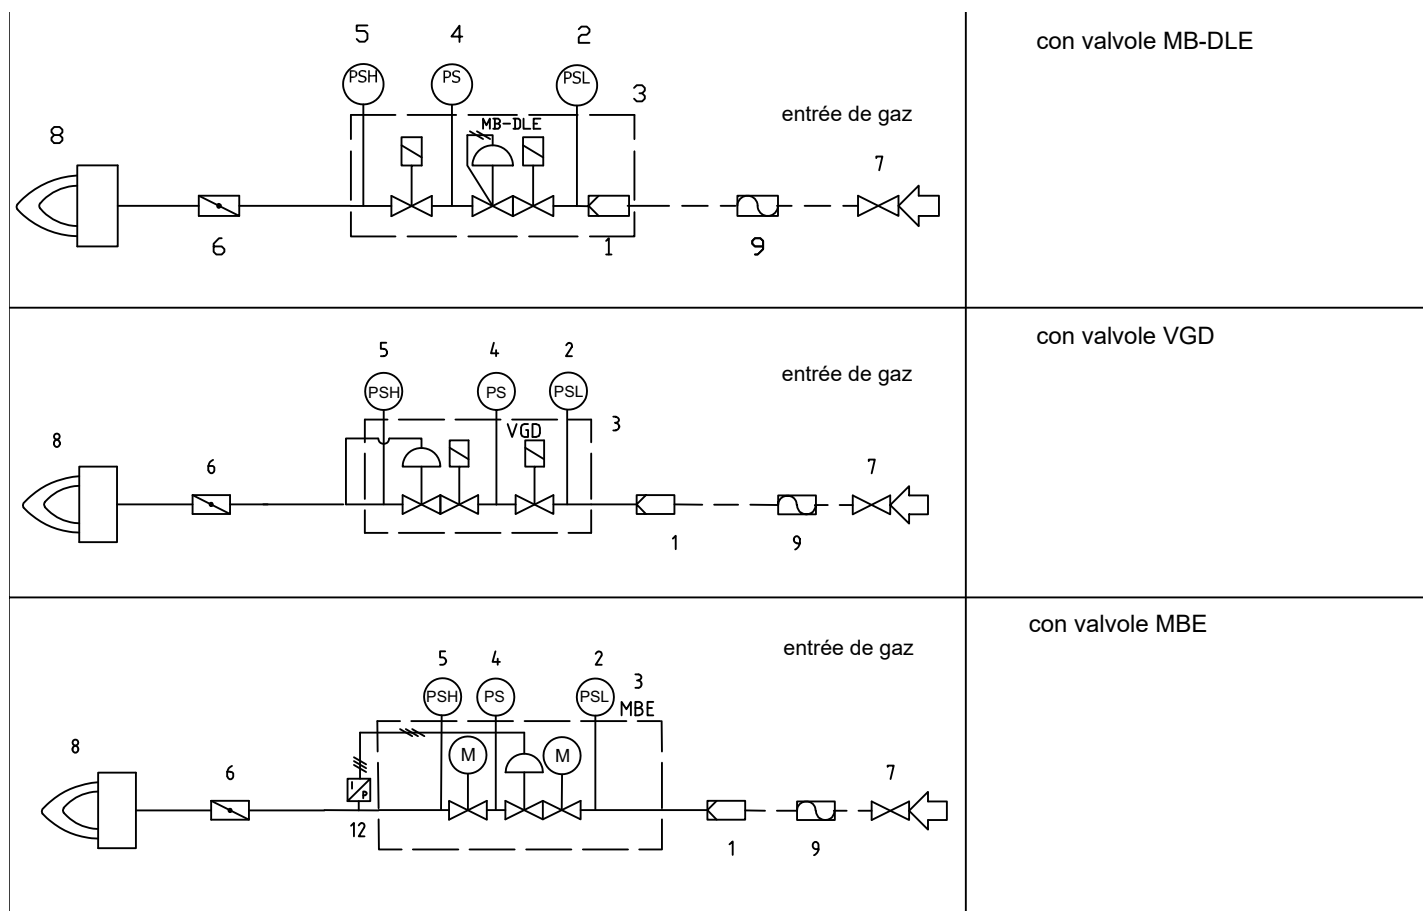 5 4 2
con valvole MB-DLE
PSH PS PSL
3
entrée de gaz
MB-DLE
8
7
6 1 9
con valvole VGD
5 4 2
entrée de gaz
PSH PS PSL
3
VGD
8
6
7
1 9
con valvole MBE
entrée de gaz
5 4 2
3
PSH PS PSL
MBE
8
M M
6
7
I
P
12
1 9